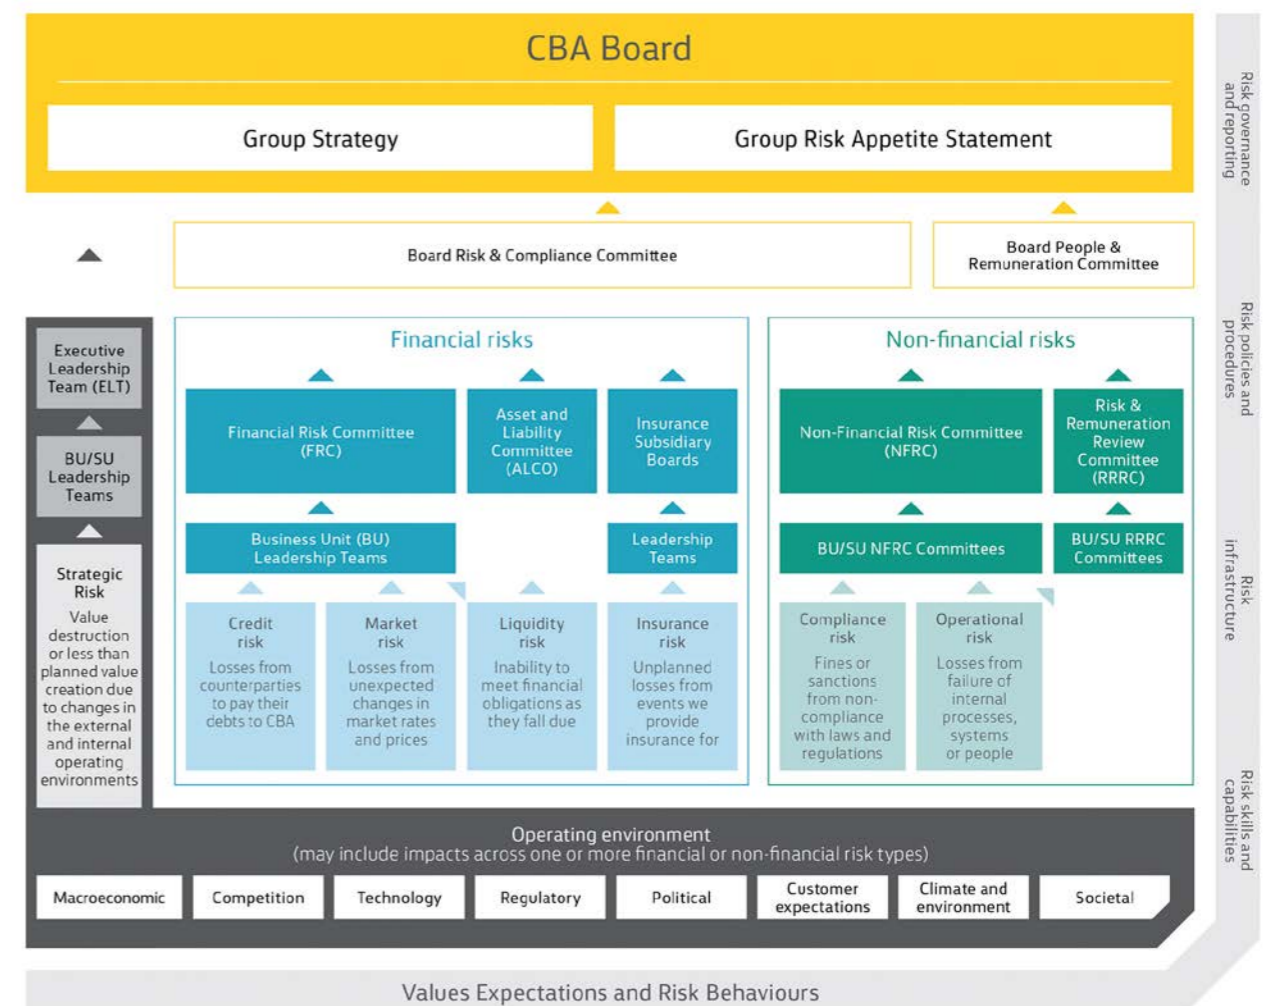 CBA Board
Group Strategy
Group Risk Appetite Statement
Board Risk & Compliance Committee
Board People &
Remuneration Committee
Executive
Leadership
Team (ELT)
BU/SU
Leadership
Teams
Strategic
Risk
Value
destruction
or less than
planned value
creation due
to changes in
the external
and internal
operating
environments
Financial risks
Financial Risk Committee
(FRC)
Asset and
Liability
Committee
(ALCO)
Insurance
Subsidiary
Boards
Business Unit (BU)
Leadership Teams
Leadership
Teams
Credit
risk
Losses from
counterparties
to pay their
debts to CBA
Market
risk
Losses from
unexpected
changes in
market rates
and prices
Liquidity
risk
Inability to
meet financial
obligations as
they fall due
Insurance
risk
Unplanned
losses from
events we
provide
insurance for
Non-financial risks
Non-Financial Risk Committee
(NFRC)
Risk &
Remuneration
Review
Committee
(RRRC)
BU/SU NFRC Committees
BU/SU RRRC
Committees
Compliance
risk
Fines or
sanctions
from non-
compliance
with laws and
regulations
Operational
risk
Losses from
failure of
internal
processes,
systems
or people
Operating environment
(may include impacts across one or more financial or non-financial risk types)
Macroeconomic
Competition
Technology
Regulatory
Political
Customer
expectations
Climate and
environment
Societal
Risk governance
and reporting
Risk policies and
procedures
Risk
infrastructure
Risk skills and
capabilities
Values Expectations and Risk Behaviours